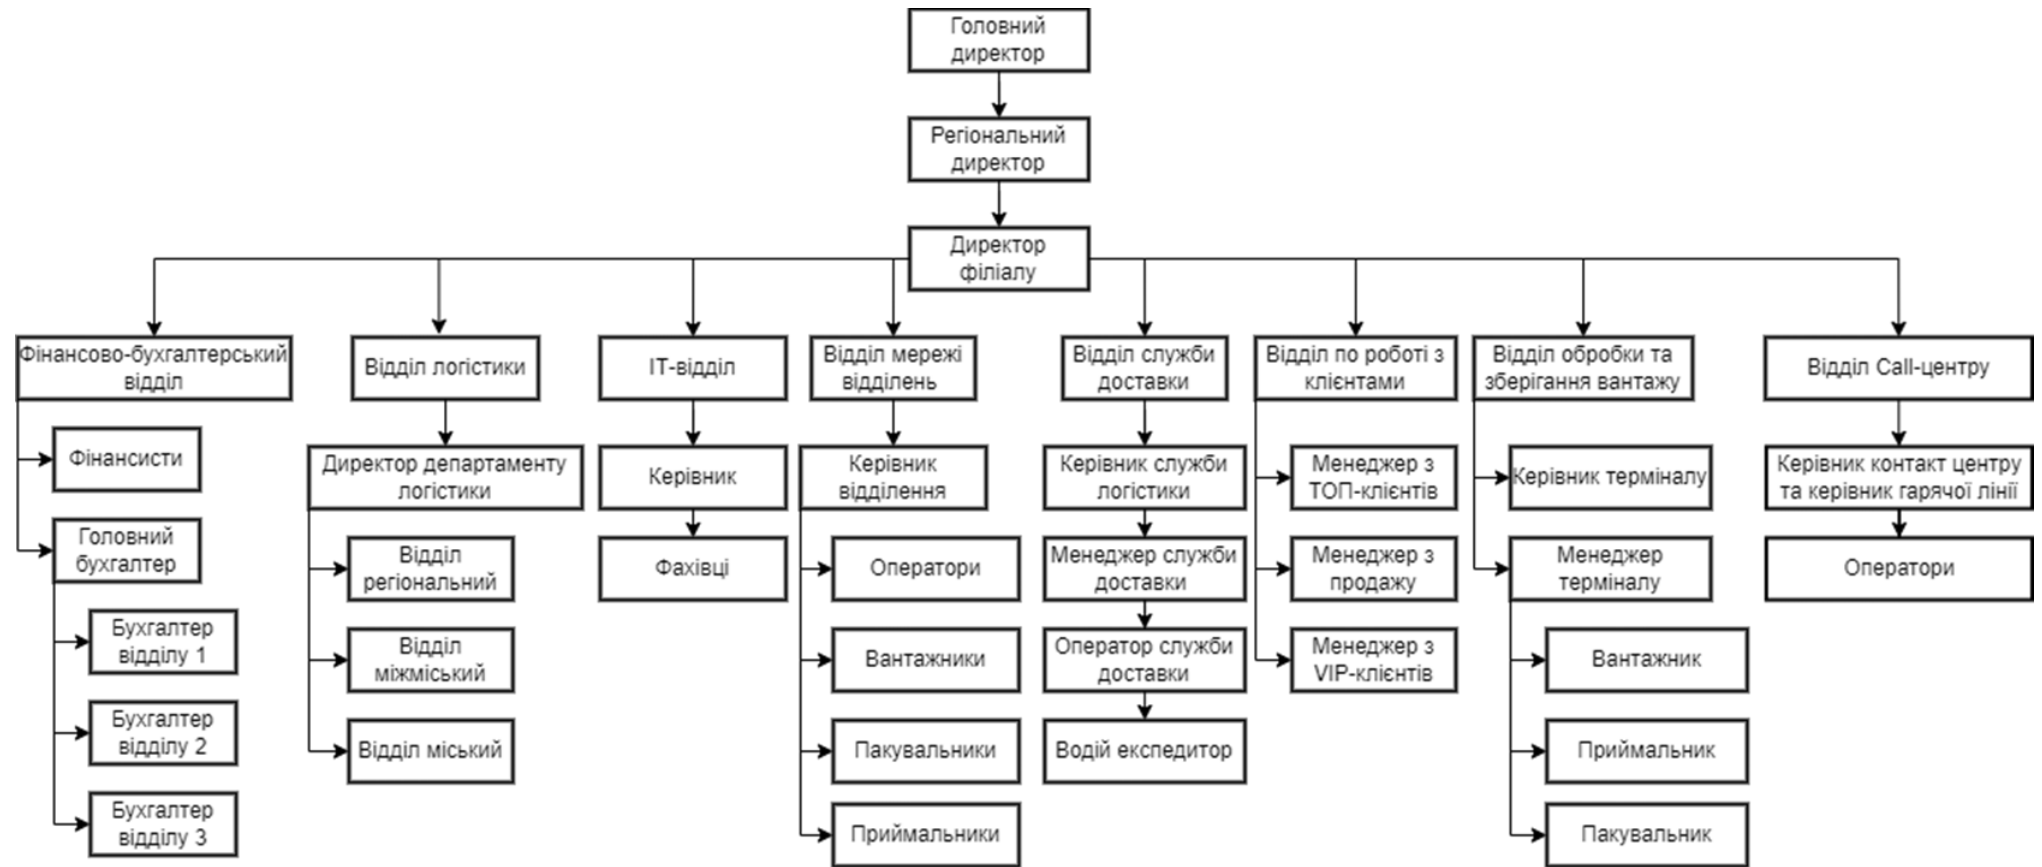 Головний
директор
Регіональний
директор
Директор
філіалу
Фінансово-бухгалтерський
відділ
Відділ логістики
ІТ-відділ
Відділ мережі
відділень
Відділ служби
доставки
Відділ по роботі з
клієнтами
Відділ обробки та
зберігання вантажу
Відділ Call-центру
Фінансисти
Головний
бухгалтер
Бухгалтер
відділу 1
Бухгалтер
відділу 2
Бухгалтер
відділу 3
Директор департаменту
логістики
Відділ
регіональний
Відділ
міжміський
Відділ міський
Керівник
Фахівці
Керівник
відділення
Оператори
Вантажники
Пакувальники
Приймальники
Керівник служби
логістики
Менеджер служби
доставки
Оператор служби
доставки
Водій експедитор
Менеджер з
ТОП-клієнтів
Менеджер з
продажу
Менеджер з
VIP-клієнтів
Керівник терміналу
Менеджер
терміналу
Вантажник
Приймальник
Пакувальник
Керівник контакт центру
та керівник гарячої лінії
Оператори